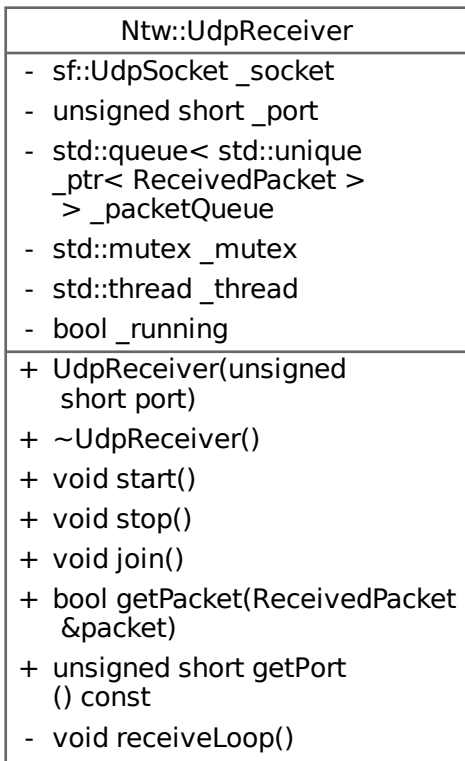 Ntw::UdpReceiver
- sf::UdpSocket _socket
- unsigned short _port
- std::queue< std::unique
_ptr< ReceivedPacket >
> _packetQueue
- std::mutex _mutex
- std::thread _thread
- bool _running
+ UdpReceiver(unsigned
short port)
+ ~UdpReceiver()
+ void start()
+ void stop()
+ void join()
+ bool getPacket(ReceivedPacket
&packet)
+ unsigned short getPort
() const
- void receiveLoop()